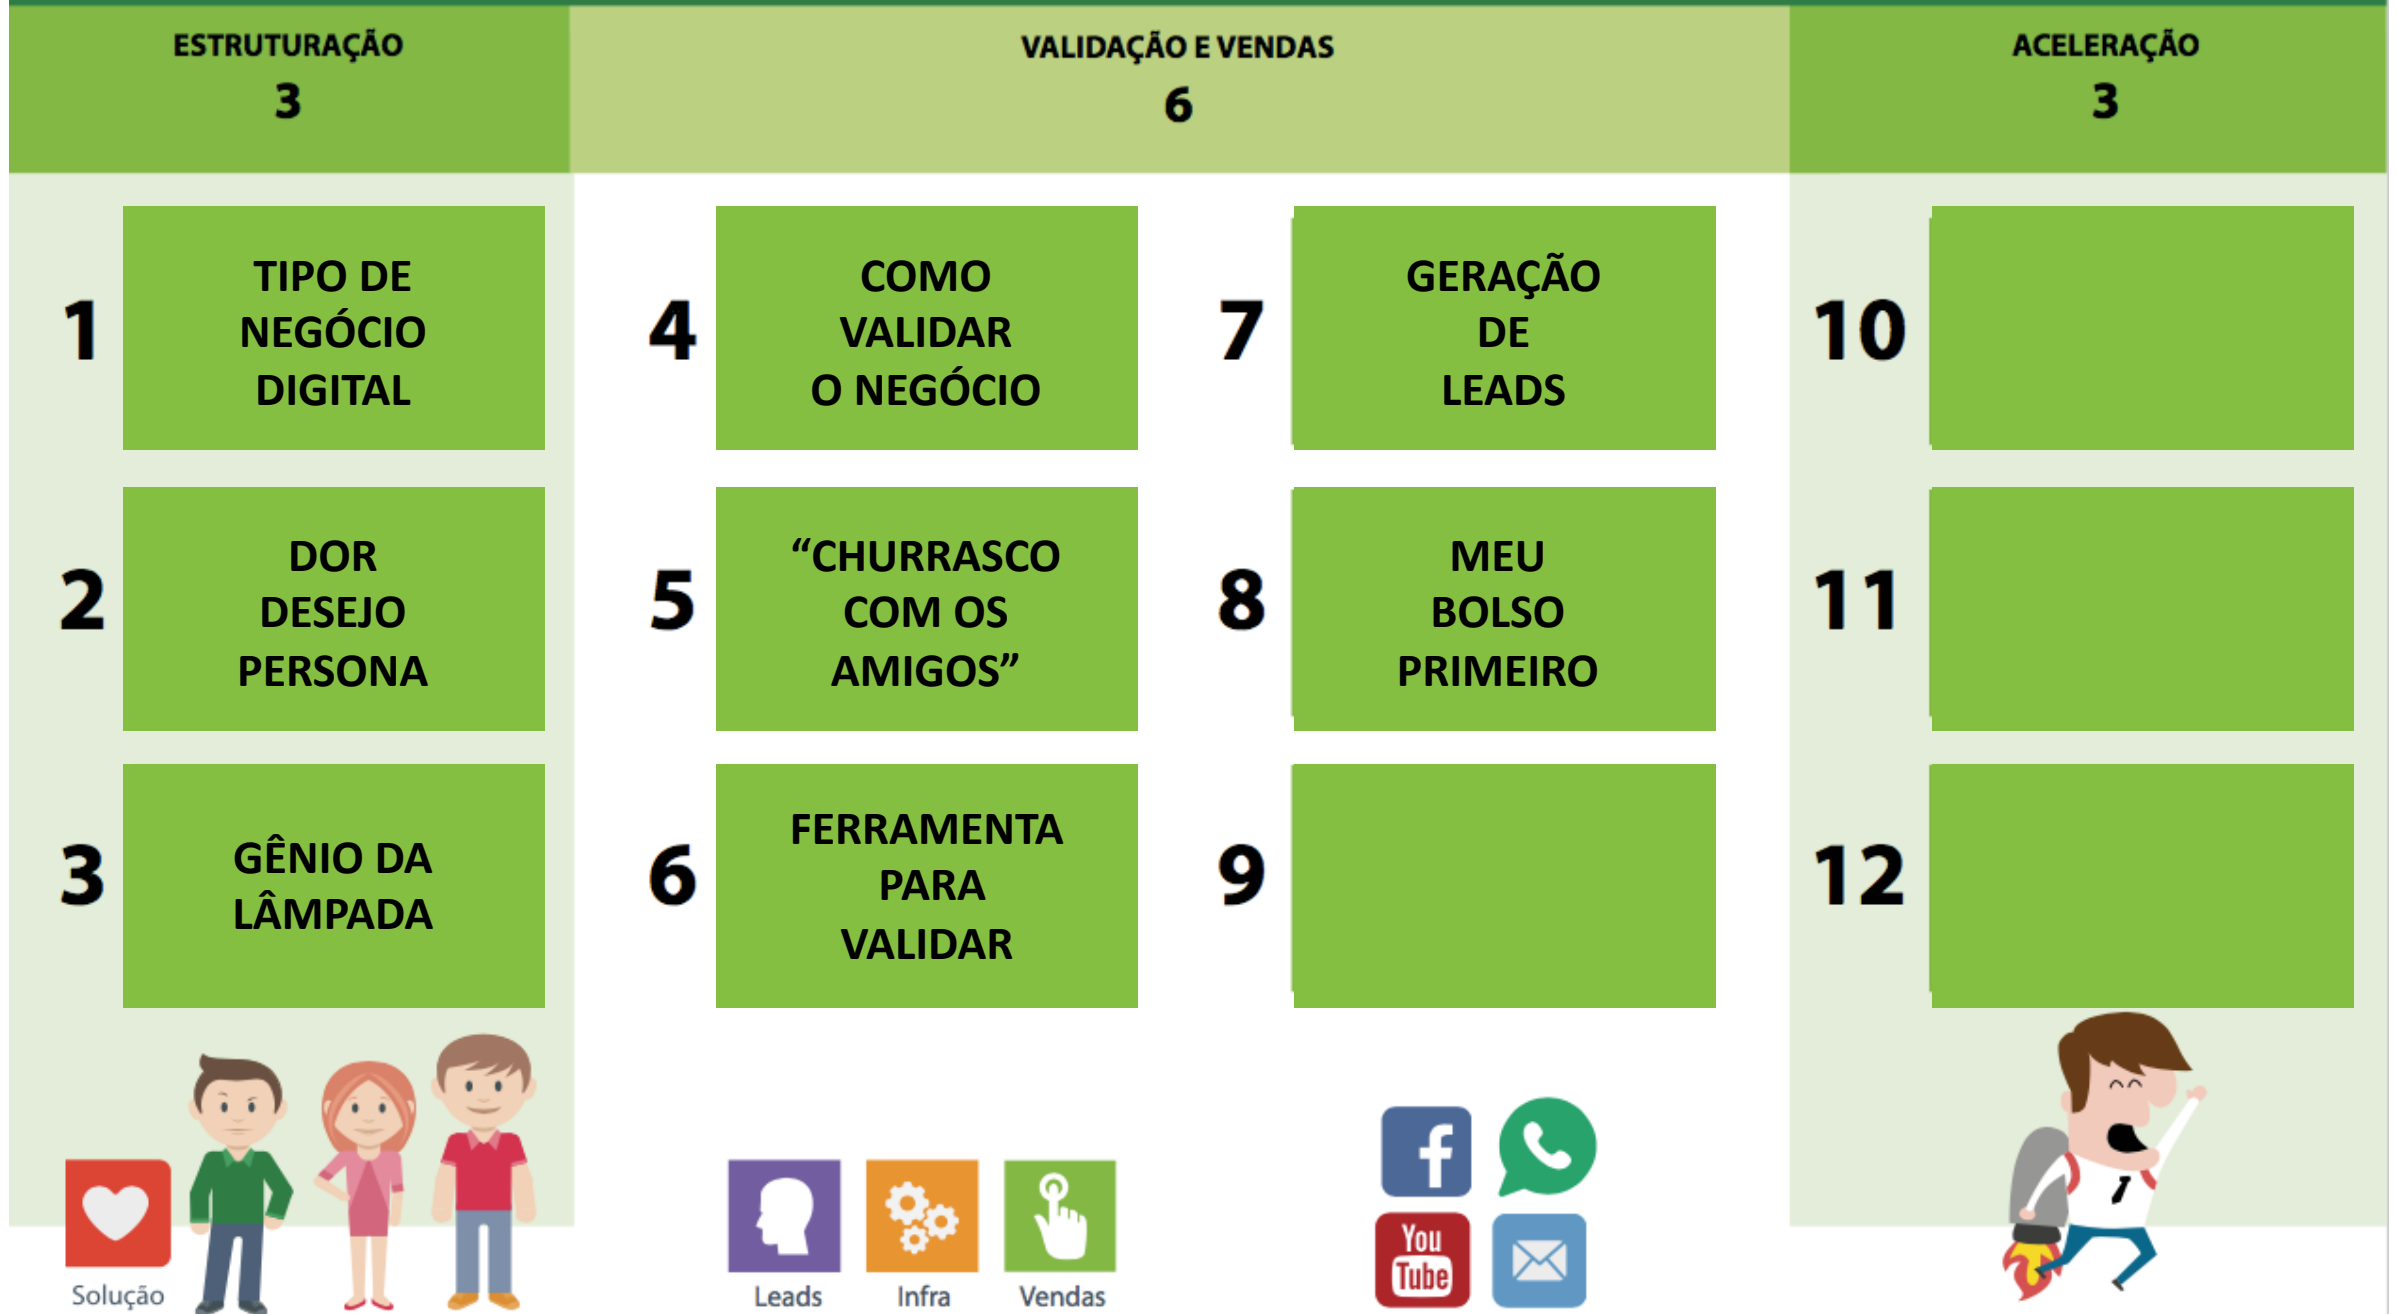 ESTRUTURAÇÃO
3
VALIDAÇÃO E VENDAS
6
ACELERAÇÃO
3
1
TIPO DE
NEGÓCIO
DIGITAL
2
DOR
DESEJO
PERSONA
3
GÊNIO DA
LÂMPADA
4
COMO
VALIDAR
O NEGÓCIO
5
“CHURRASCO
COM OS
AMIGOS”
6
FERRAMENTA
PARA
VALIDAR
7
GERAÇÃO
DE
LEADS
8
MEU
BOLSO
PRIMEIRO
9
10
11
12
Solução
Leads
Infra
Vendas
f
You
Tube